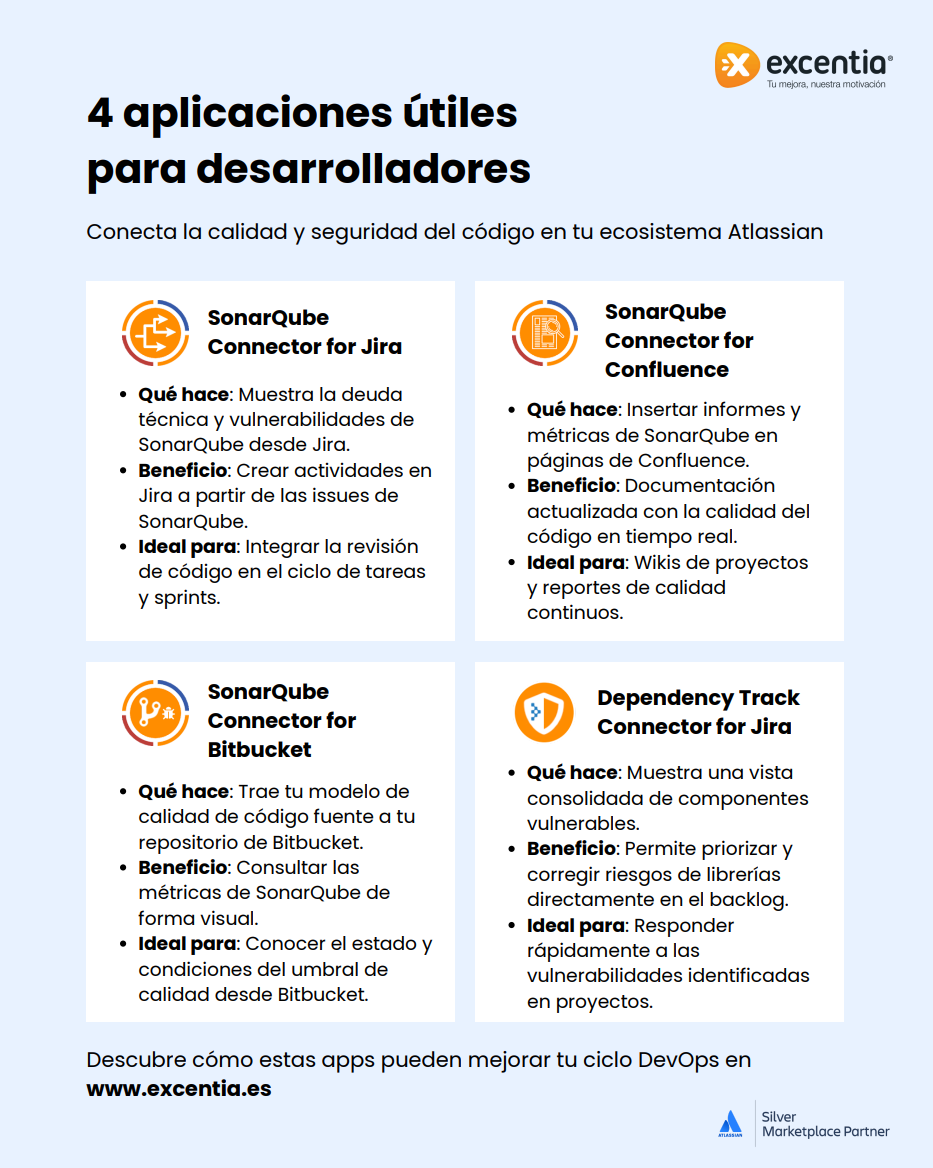 excentia®
Tu mejora, nuestra motivación
4 aplicaciones útiles
para desarrolladores
Conecta la calidad y seguridad del código en tu ecosistema Atlassian
SonarQube
Connector for Jira
• Qué hace: Muestra la deuda
técnica y vulnerabilidades de
SonarQube desde Jira.
• Beneficio: Crear actividades en
Jira a partir de las issues de
SonarQube.
• Ideal para: Integrar la revisión
de código en el ciclo de tareas
y sprints.
SonarQube
Connector for
Confluence
• Qué hace: Insertar informes y
métricas de SonarQube en
páginas de Confluence.
• Beneficio: Documentación
actualizada con la calidad del
código en tiempo real.
• Ideal para: Wikis de proyectos
y reportes de calidad
continuos.
SonarQube
Connector for
Bitbucket
• Qué hace: Trae tu modelo de
calidad de código fuente a tu
repositorio de Bitbucket.
• Beneficio: Consultar las
métricas de SonarQube de
forma visual.
• Ideal para: Conocer el estado y
condiciones del umbral de
calidad desde Bitbucket.
Dependency Track
Connector for Jira
• Qué hace: Muestra una vista
consolidada de componentes
vulnerables.
• Beneficio: Permite priorizar y
corregir riesgos de librerías
directamente en el backlog.
• Ideal para: Responder
rápidamente a las
vulnerabilidades identificadas
en proyectos.
Descubre cómo estas apps pueden mejorar tu ciclo DevOps en
www.excentia.es
ATLASSIAN
Silver
Marketplace Partner